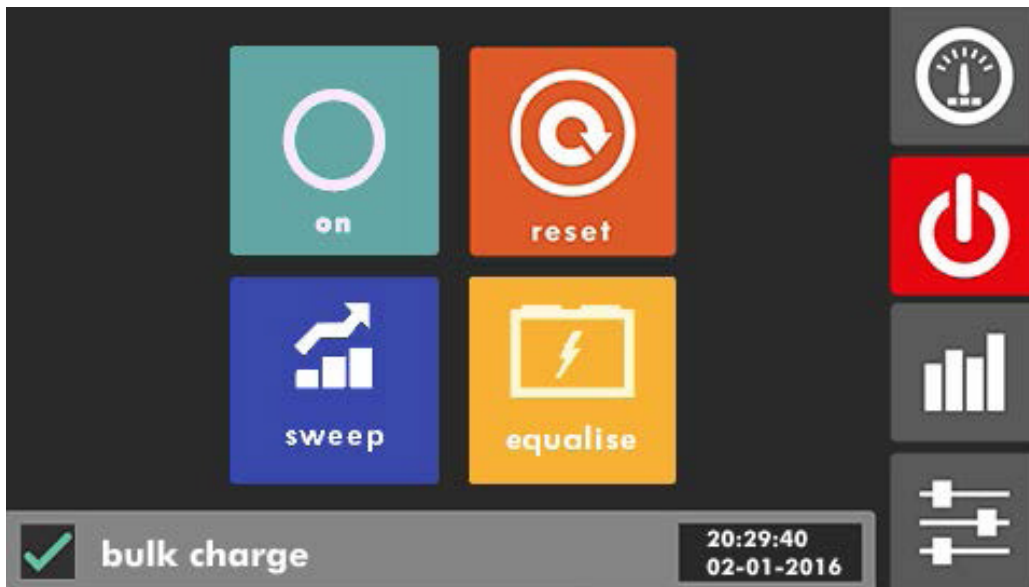 on
reset
sweep
equalise
bulk charge
20:29:40
02-01-2016